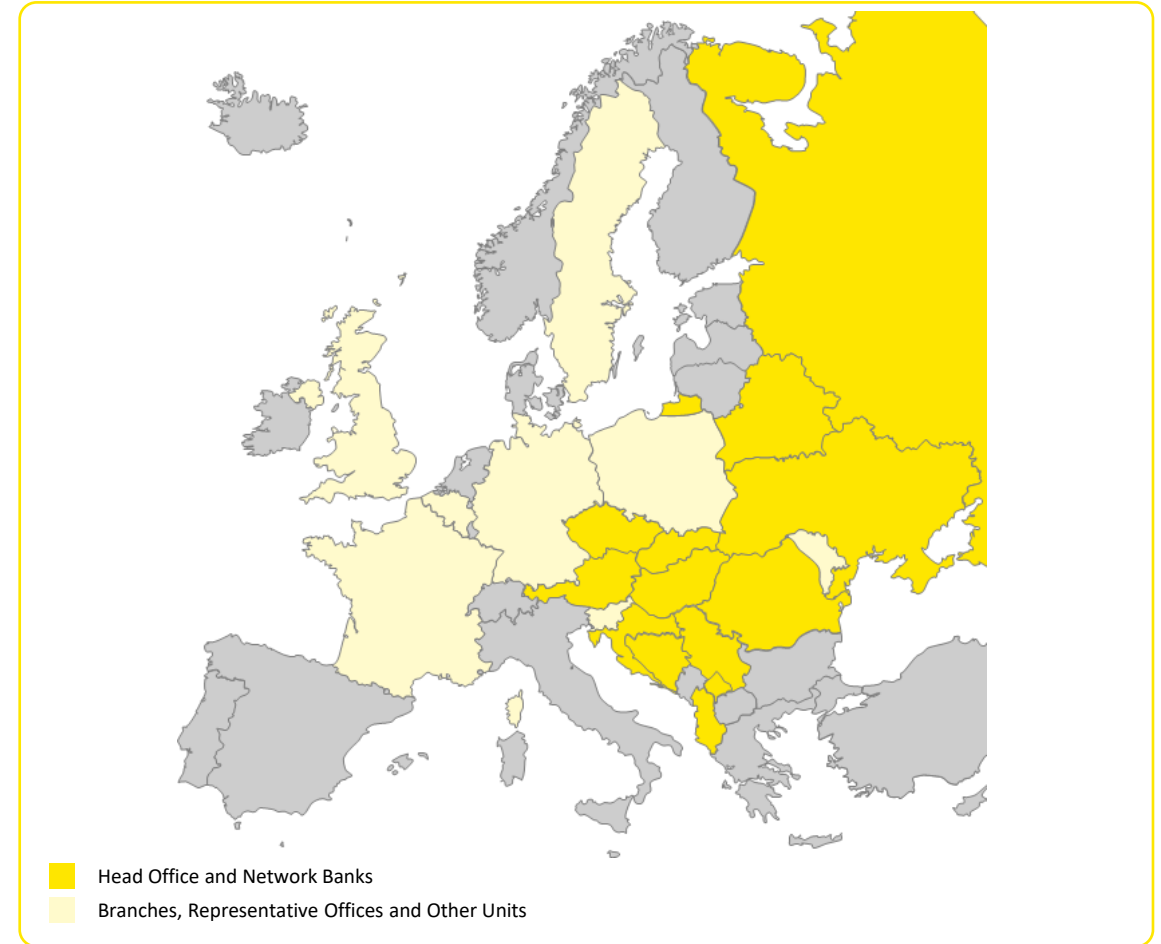 Head Office and Network Banks
Branches, Representative Offices and Other Units